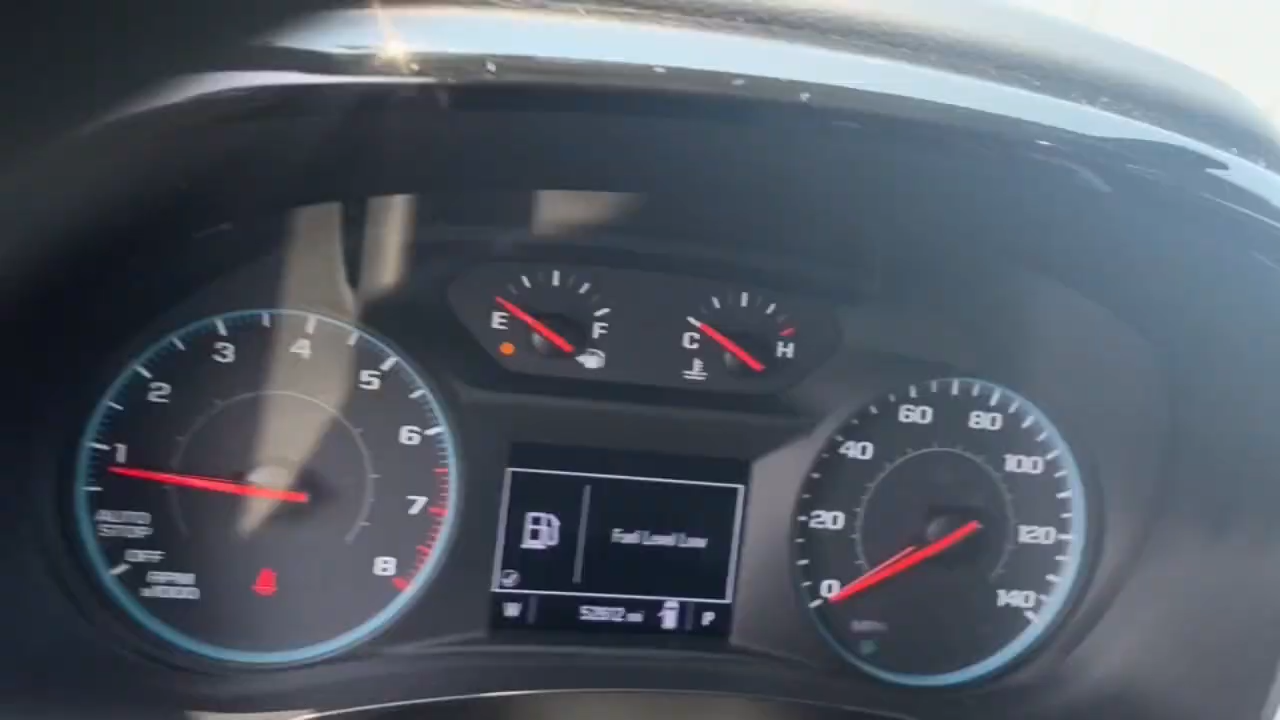 E F
C H
1 2 3 4 5 6 7 8
AUTO
STOP
OFF
RPM
x1000
Fuel Level Low
W 52612 mi P
0 20 40 60 80 100 120 140
MPH